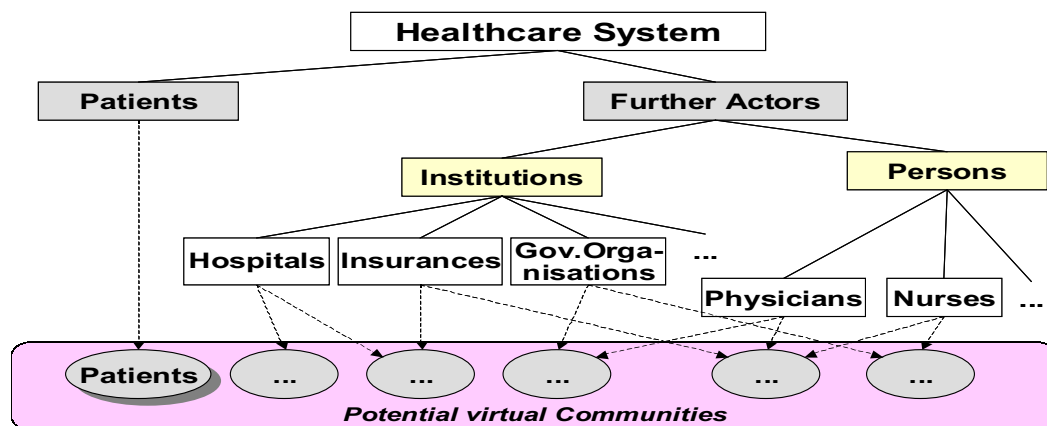 Healthcare System
Patients
Further Actors
Institutions
Persons
Hospitals
Insurances
Gov.Orga-
nisations
...
Physicians
Nurses
...
Patients
...
...
...
...
...
Potential virtual Communities